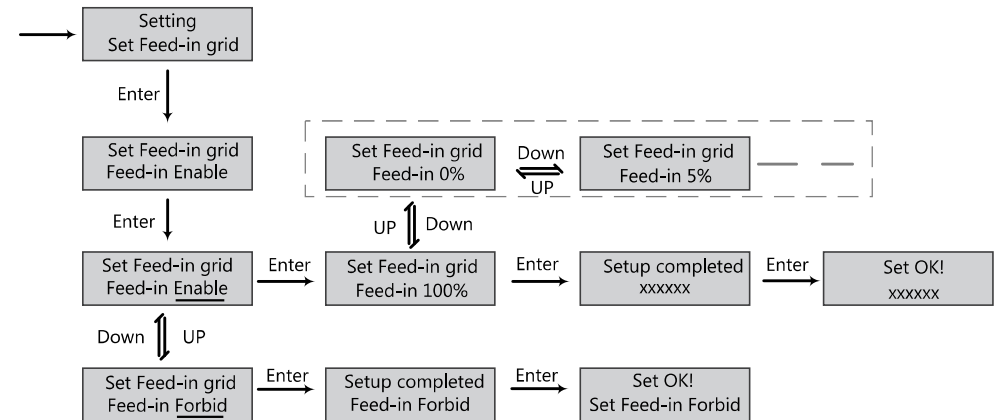 Setting
Set Feed-in grid
Enter
Set Feed-in grid
Feed-in Enable
Set Feed-in grid
Feed-in 0%
Down
UP
Set Feed-in grid
Feed-in 5%
Enter
UP
Down
Set Feed-in grid
Feed-in Enable
Enter
Set Feed-in grid
Feed-in 100%
Enter
Setup completed
xxxxxx
Enter
Set OK!
xxxxxx
Down
UP
Set Feed-in grid
Feed-in Forbid
Enter
Setup completed
Feed-in Forbid
Enter
Set OK!
Set Feed-in Forbid